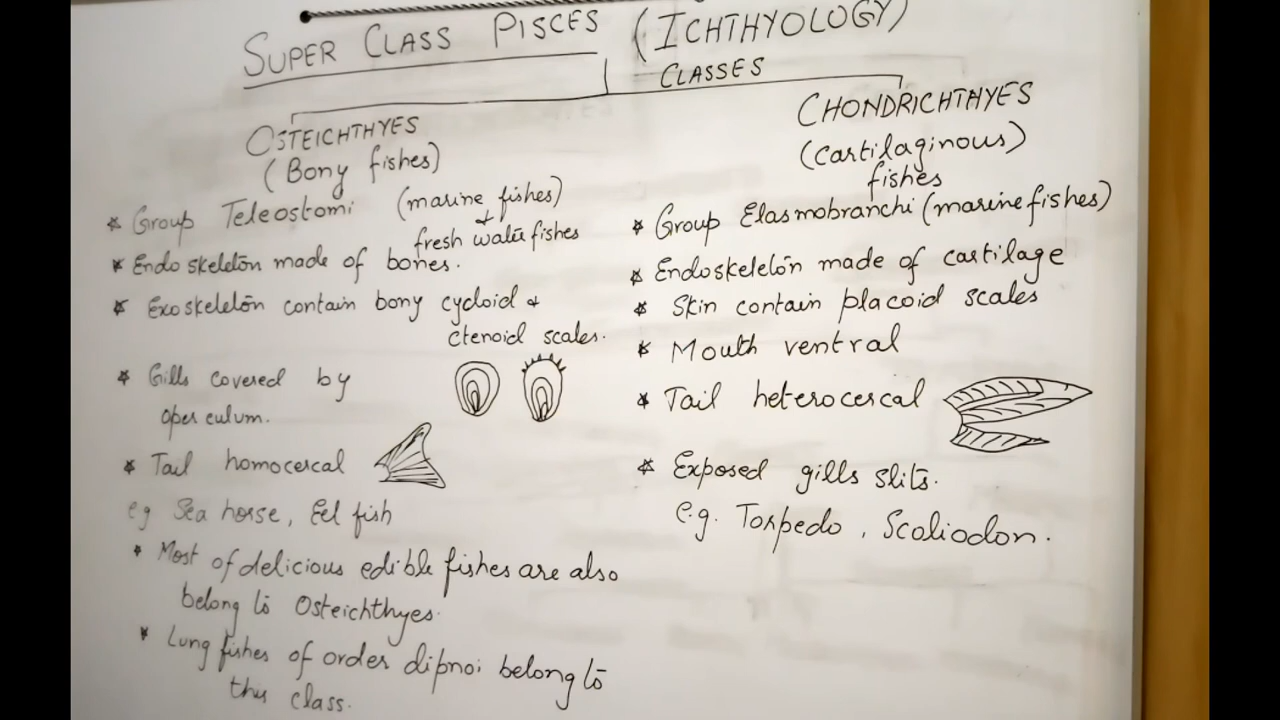 SUPER CLASS PISCES (ICHTHYOLOGY)
CLASSES
OSTEICHTHYES
(Bony fishes)
* Group Teleostomi (marine fishes)
+
fresh water fishes
* Endo skeleton made of bones.
* Exoskeleton contain bony cycloid +
ctenoid scales.
* Gills covered by
operculum.
* Tail homocercal
eg Sea horse, Eel fish
* Most of delicious edible fishes are also
belong to Osteichthyes.
* Lung fishes of order dipnoi belong to
this class.
CHONDRICTHYES
(Cartilaginous)
fishes
* Group Elasmobranchi (marine fishes)
* Endoskeleton made of cartilage
* Skin contain placoid scales
* Mouth ventral
* Tail heterocercal
* Exposed gills slits.
e.g. Torpedo, Scoliodon.